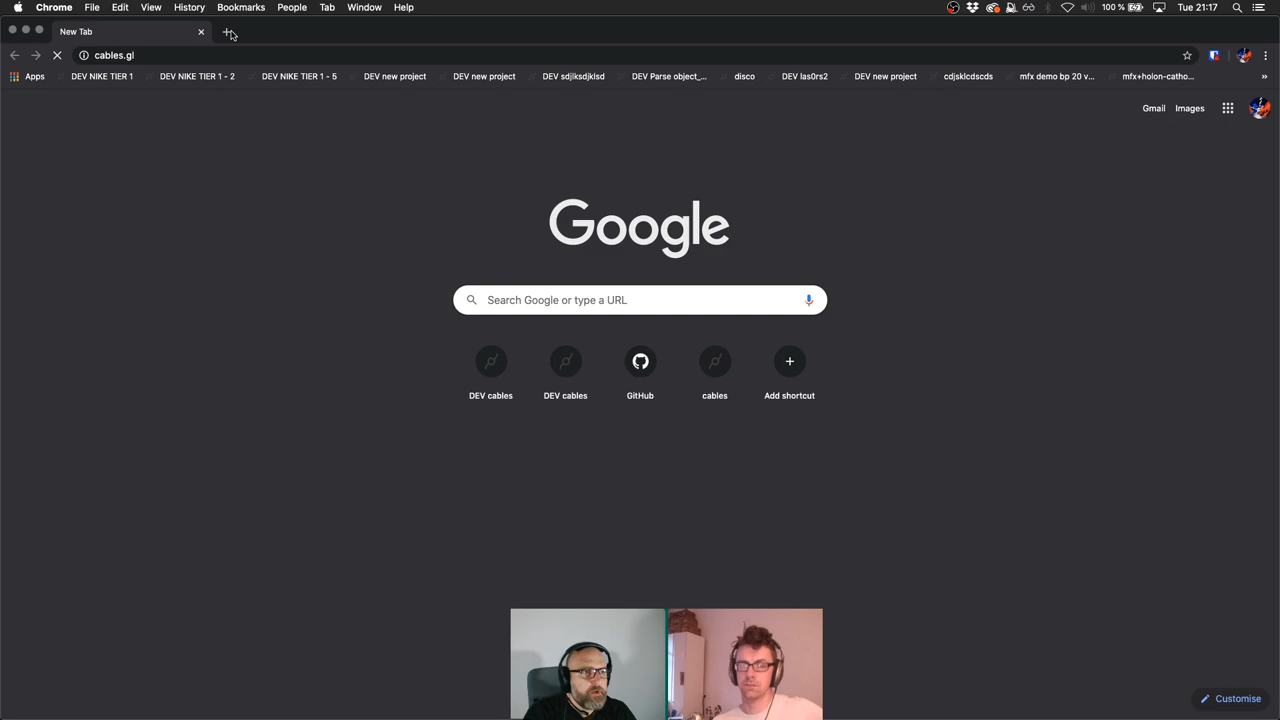 Chrome File Edit View History Bookmarks People Tab Window Help 100 % Tue 21:17
New Tab
cables.gl
Apps DEV NIKE TIER 1 DEV NIKE TIER 1 - 2 DEV NIKE TIER 1 - 5 DEV new project DEV new project DEV sdjlksdjklsd DEV Parse object_... disco DEV las0rs2 DEV new project cdjsklcdscds mfx demo bp 20 v... mfx+holon-catho... »
Gmail Images
Google
Search Google or type a URL
DEV cables DEV cables GitHub cables Add shortcut
Customise